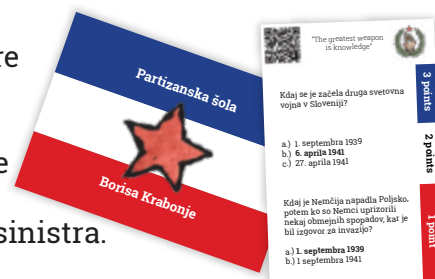 re
e
sinistra.
Partizanska šola
Borisa Krabonje
"The greatest weapon
is knowledge"
Kdaj se je začela druga svetovna
vojna v Sloveniji?
a.) 1. septembra 1939
b.) 6. aprila 1941
c.) 27. aprila 1941
Kdaj je Nemčija napadla Poljsko,
potem ko so Nemci uprizorili
nekaj obmejnih spopadov, kar je
bil izgovor za invazijo?
a.) 1. septembra 1939
b.) 1 septembra 1941
3 points
2 points
1 point